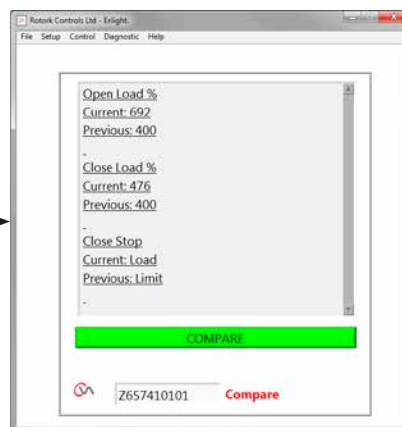 Rotork Controls Ltd - Enlight.
File Setup Control Diagnostic Help
Open Load %
Current: 692
Previous: 400
-
Close Load %
Current: 476
Previous: 400
-
Close Stop
Current: Load
Previous: Limit
-
COMPARE
Z657410101 Compare